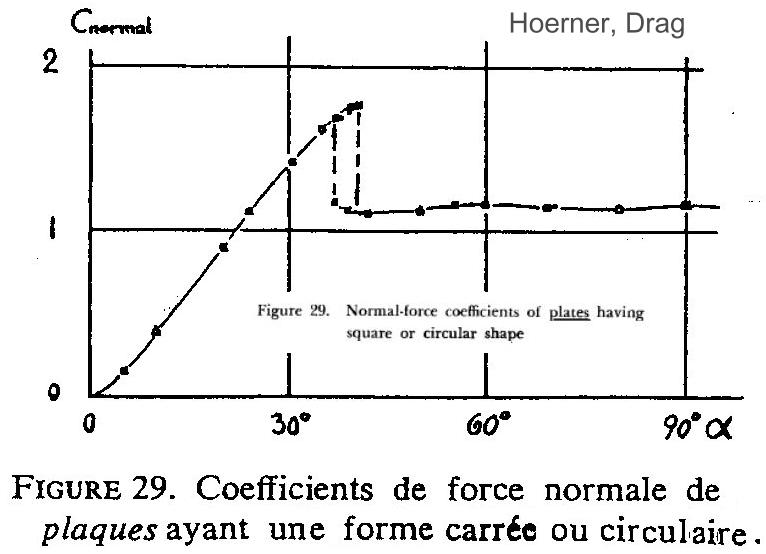 Cnormal
Hoerner, Drag
2
1
Figure 29. Normal-force coefficients of plates having
square or circular shape
0
0 30° 60° 90° α
FIGURE 29. Coefficients de force normale de
plaques ayant une forme carrée ou circulaire.